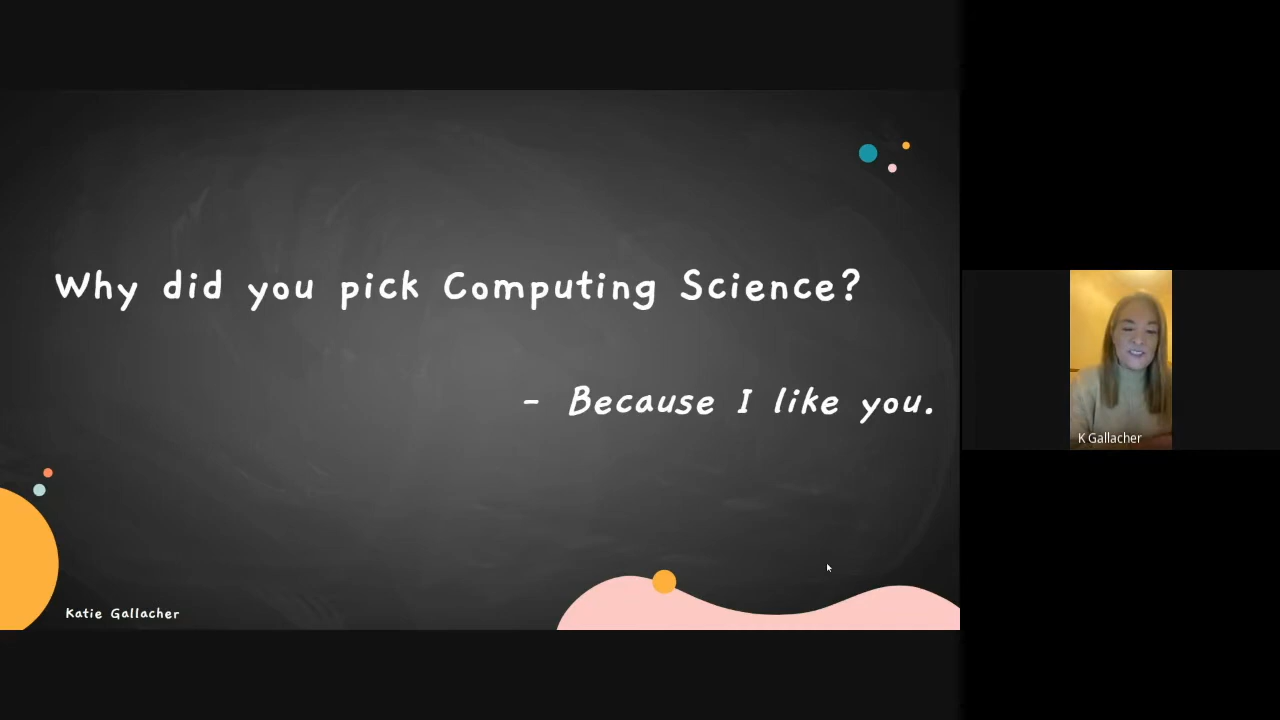 Why did you pick Computing Science?
- Because I like you.
Katie Gallacher
K Gallacher